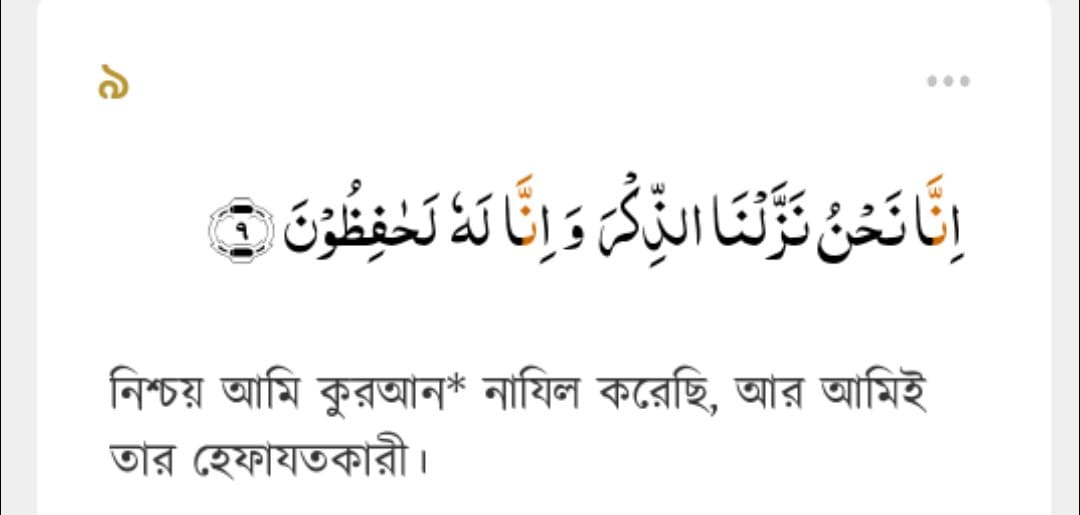 ৯
اِنَّا نَحْنُ نَزَّلْنَا الذِّكْرَ وَ اِنَّا لَهٗ لَحٰفِظُوْنَ ۹
নিশ্চয় আমি কুরআন* নাযিল করেছি, আর আমিই
তার হেফাযতকারী।